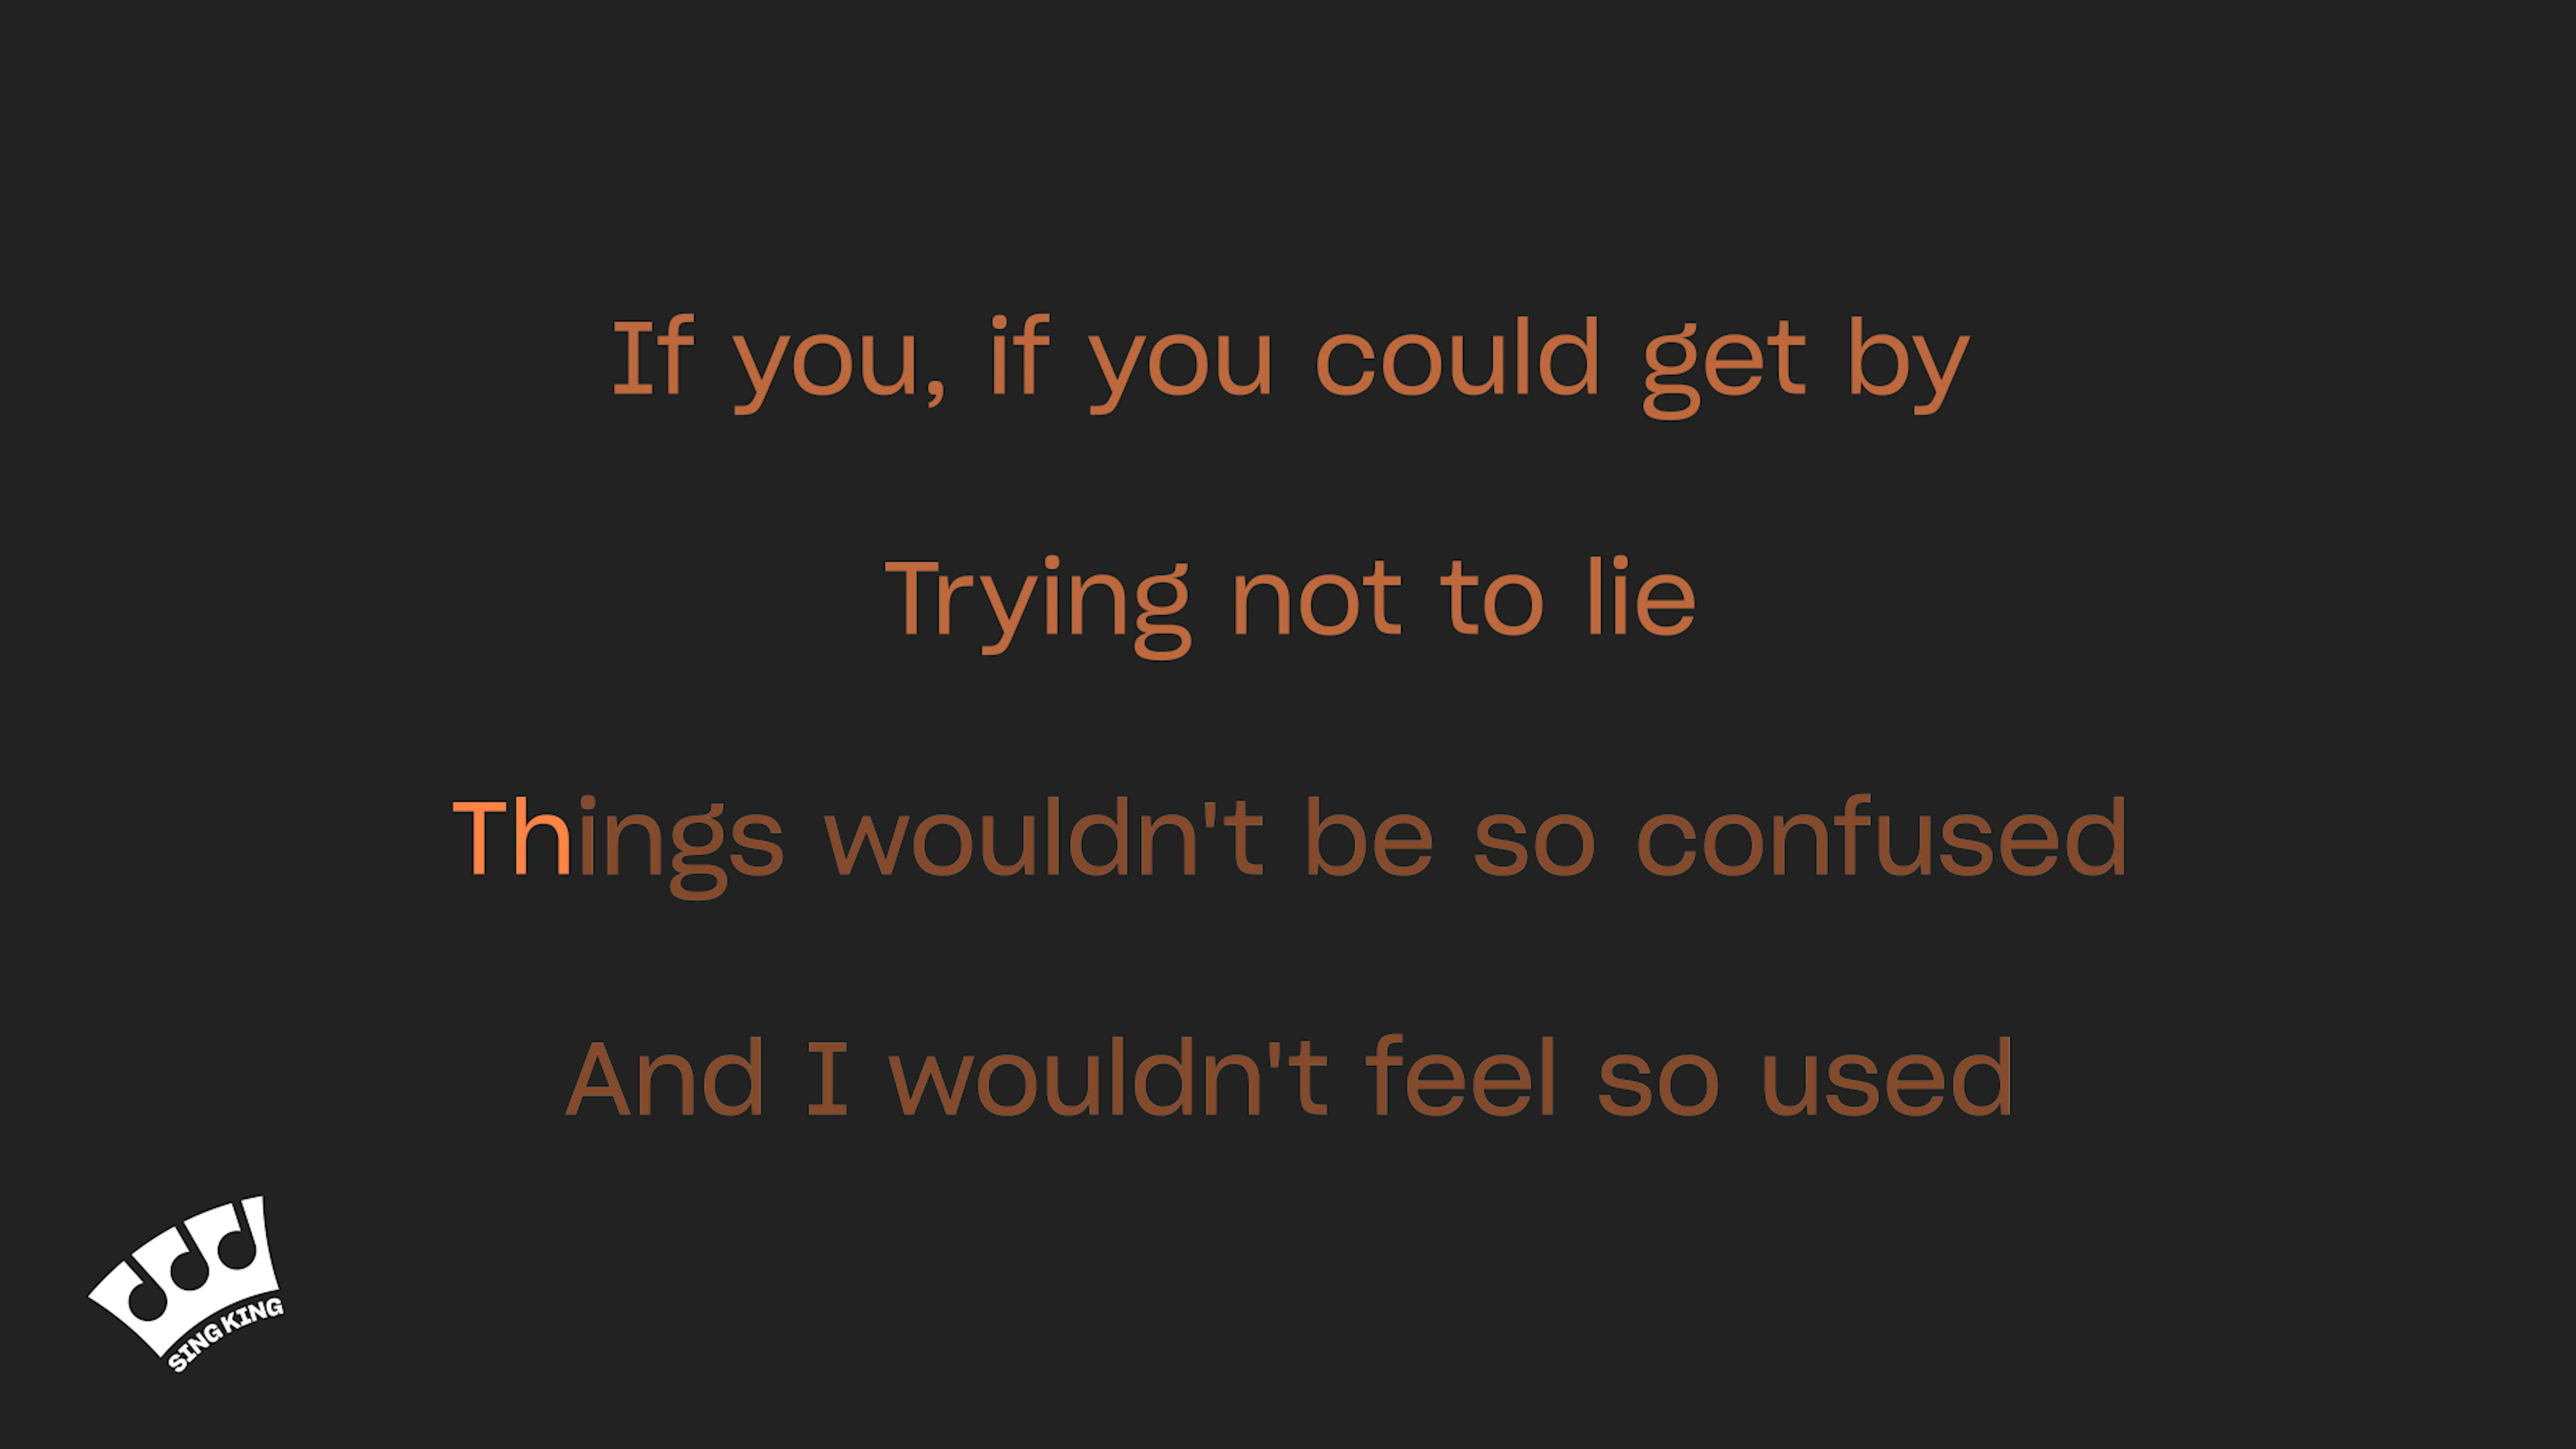 If you, if you could get by
Trying not to lie
Things wouldn't be so confused
And I wouldn't feel so used
SING KING